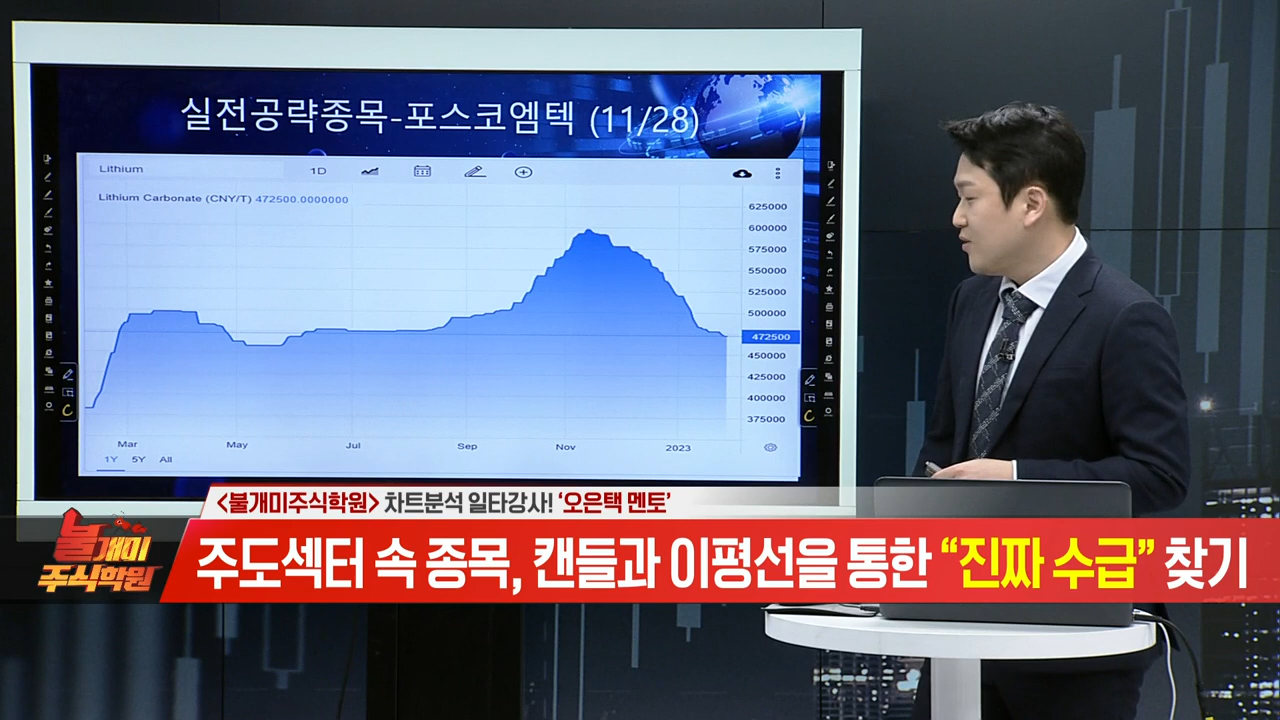 실전공략종목-포스코엠텍 (11/28)
Lithium 1D
Lithium Carbonate (CNY/T) 472500.0000000
625000
600000
575000
550000
525000
500000
472500
450000
425000
400000
375000
Mar May Jul Sep Nov 2023
1Y 5Y All
<불개미주식학원> 차트분석 일타강사! ‘오은택 멘토’
불개미
주식학원
주도섹터 속 종목, 캔들과 이평선을 통한 “진짜 수급” 찾기